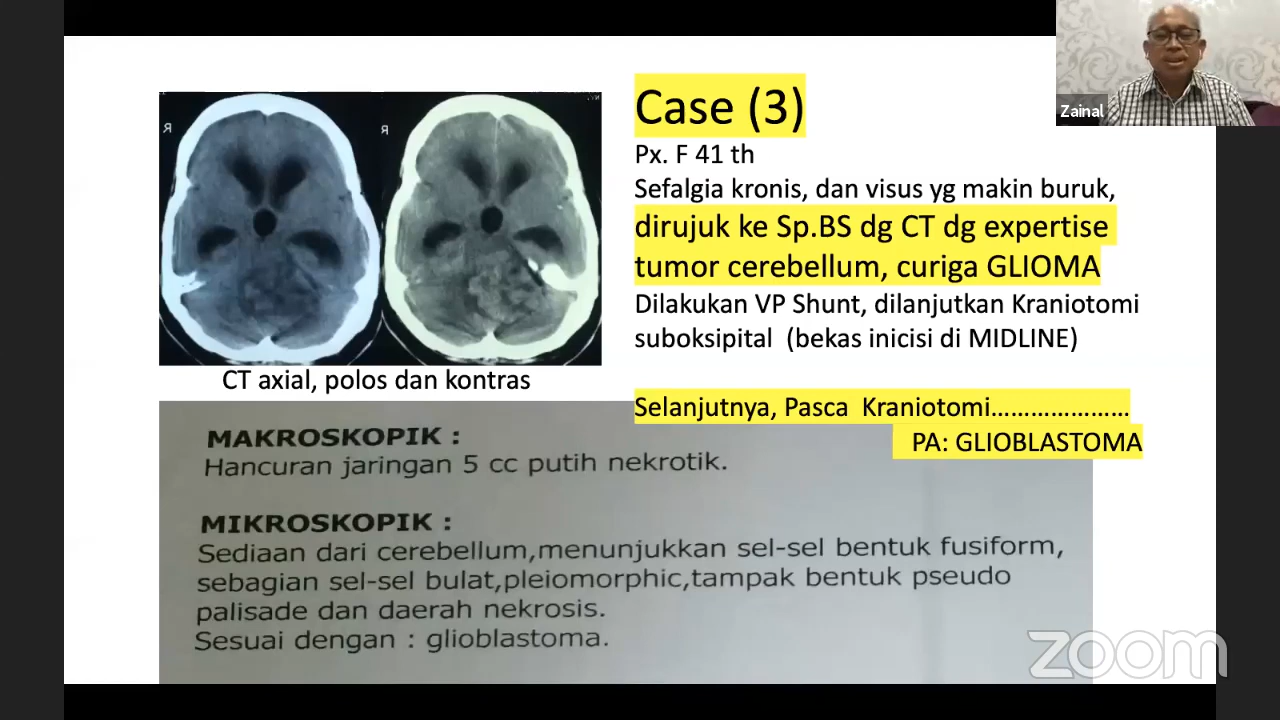 Case (3)
Px. F 41 th
Sefalgia kronis, dan visus yg makin buruk,
dirujuk ke Sp.BS dg CT dg expertise
tumor cerebellum, curiga GLIOMA
Dilakukan VP Shunt, dilanjutkan Kraniotomi
suboksipital (bekas inicisi di MIDLINE)
Selanjutnya, Pasca Kraniotomi…………………
PA: GLIOBLASTOMA
R
R
CT axial, polos dan kontras
MAKROSKOPIK :
Hancuran jaringan 5 cc putih nekrotik.
MIKROSKOPIK :
Sediaan dari cerebellum,menunjukkan sel-sel bentuk fusiform,
sebagian sel-sel bulat,pleiomorphic,tampak bentuk pseudo
palisade dan daerah nekrosis.
Sesuai dengan : glioblastoma.
Zainal
zoom